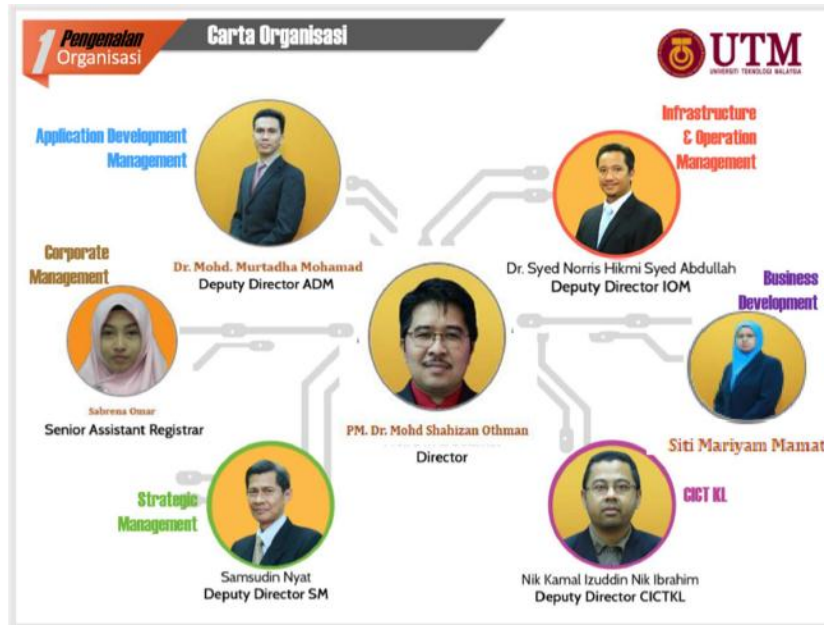 1 Pengenalan
Organisasi
Carta Organisasi
UTM
UNIVERSITI TEKNOLOGI MALAYSIA
Application Development
Management
Dr. Mohd. Murtadha Mohamad
Deputy Director ADM
Infrastructure
& Operation
Management
Dr. Syed Norris Hikmi Syed Abdullah
Deputy Director IOM
Corporate
Management
Sabrena Omar
Senior Assistant Registrar
PM. Dr. Mohd Shahizan Othman
Director
Business
Development
Siti Mariyam Mamat
Strategic
Management
Samsudin Nyat
Deputy Director SM
CICT KL
Nik Kamal Izuddin Nik Ibrahim
Deputy Director CICTKL